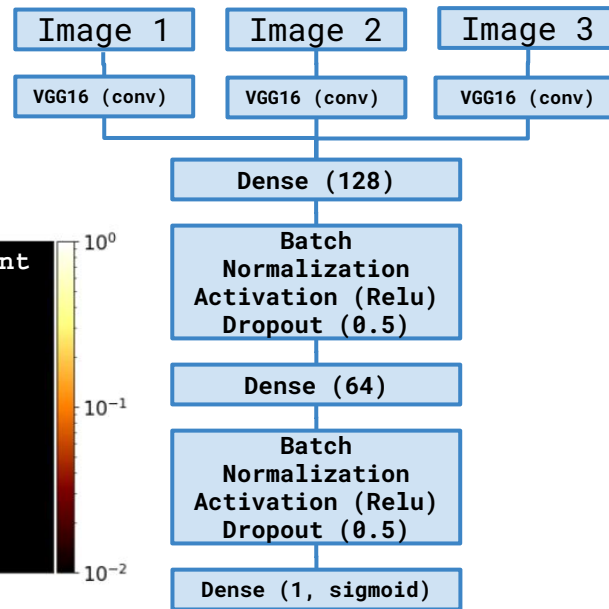 Image 1
Image 2
Image 3
VGG16 (conv)
VGG16 (conv)
VGG16 (conv)
Dense (128)
Batch
Normalization
Activation (Relu)
Dropout (0.5)
Dense (64)
Batch
Normalization
Activation (Relu)
Dropout (0.5)
Dense (1, sigmoid)
nt
10⁰
10⁻¹
10⁻²